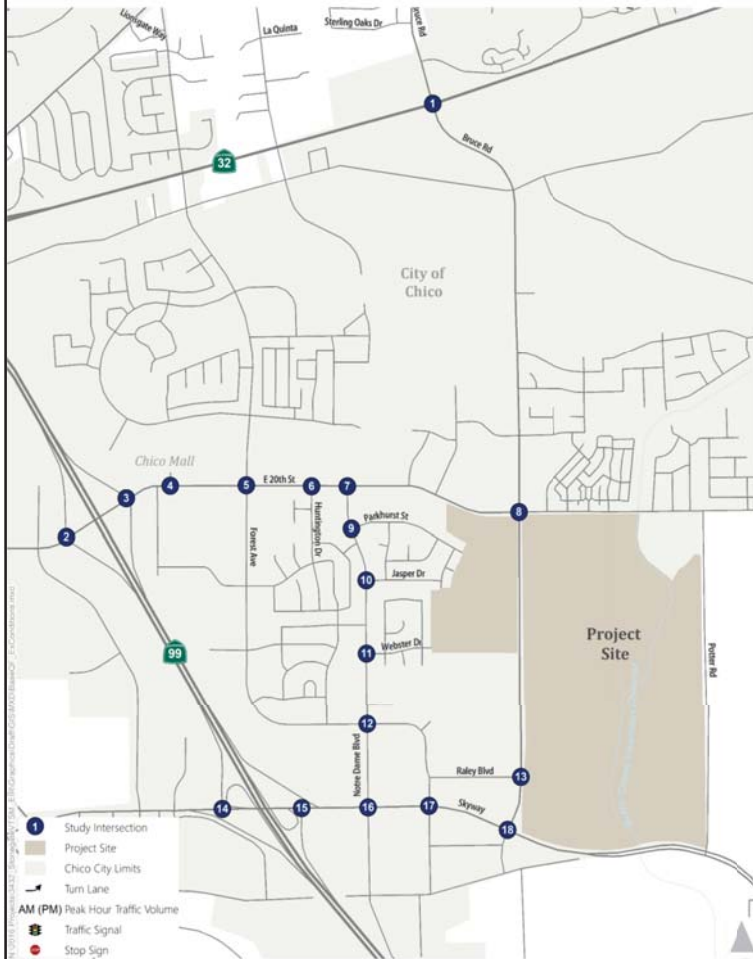 Lionsgate Way
La Quinta
Sterling Oaks Dr
Bruce Rd
1
Bruce Rd
32
City of
Chico
Chico Mall
E 20th St
2
3
4
5
6
7
8
Huntington Dr
Forest Ave
9
Parkhurst St
10
Jasper Dr
99
11
Webster Dr
Project
Site
Potter Rd
12
Notre Dame Blvd
Raley Blvd
13
14
15
16
17
Skyway
18
1 Study Intersection
Project Site
Chico City Limits
Turn Lane
AM (PM) Peak Hour Traffic Volume
Traffic Signal
STOP Stop Sign